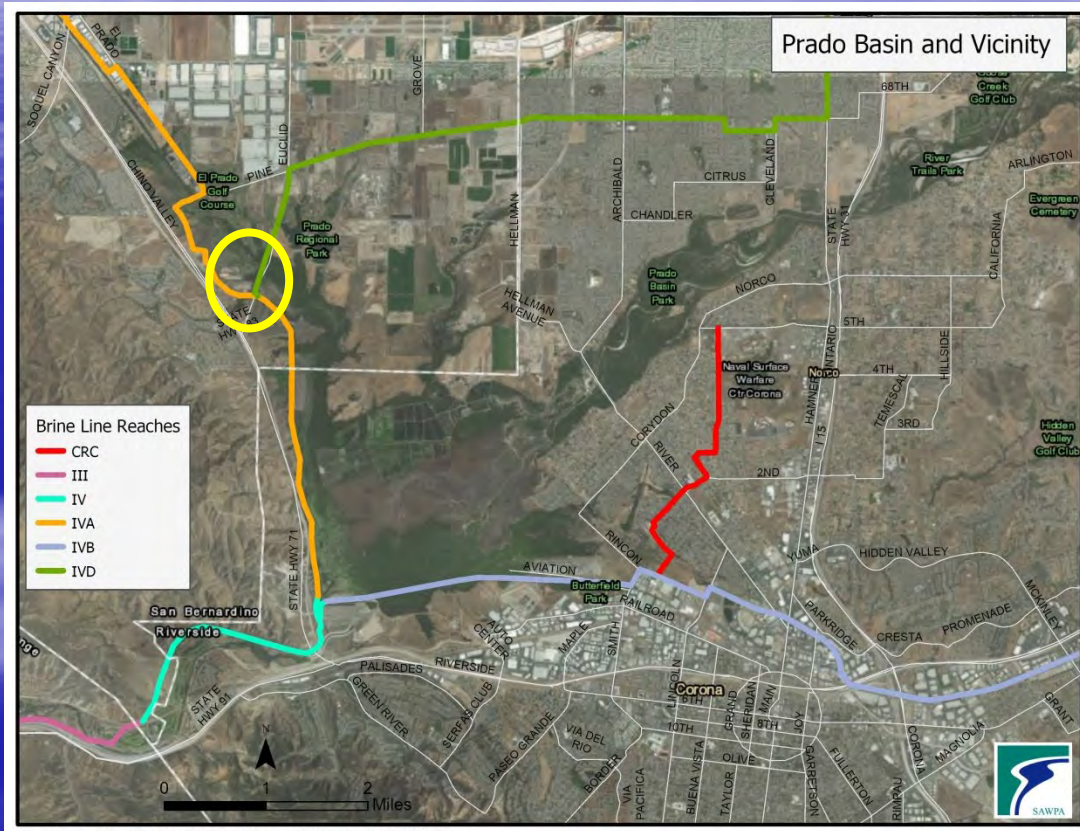 Prado Basin and Vicinity
EL
PRADO
SOQUEL CANYON
GROVE
Goose
Creek
Golf Club
68TH
EUCLID
PINE
CHINO VALLEY
El Prado
Golf
Course
ARCHIBALD
CITRUS
CLEVELAND
River
Trails Park
ARLINGTON
CHANDLER
Evergreen
Cemetery
Prado
Regional
Park
HELLMAN
STATE HWY 31
CALIFORNIA
Prado
Basin
Park
NORCO
HELLMAN
AVENUE
STATE
5TH
ONTARIO
HILLSIDE
Naval Surface
Warfare
Ctr Corona
Norco
4TH
HAMNER
TEMESCAL
3RD
CORYDON
I 15
Hidden
Valley
Golf Club
RIVER
2ND
Brine Line Reaches
CRC
III
IV
IVA
IVB
IVD
STATE HWY 71
RINCON
YUMA
HIDDEN VALLEY
AVIATION
Butterfield
Park
RAILROAD
PARKRIDGE
MCKINLEY
PROMENADE
CRESTA
San Bernardino
Riverside
AUTO
CENTER
MAPLE
SMITH
PALISADES
RIVERSIDE
STATE
HWY 91
GREEN RIVER
SERFAS CLUB
LINCOLN
Corona
6TH
GRAND
SHERIDAN
MAIN
GRANT
10TH
8TH
JOY
MAGNOLIA
VIA DEL
RIO
PASEO GRANDE
OLIVE
BORDER
VIA
PACIFICA
BUENA VISTA
TAYLOR
GARRETSON
FULLERTON
RIMPAU
CORONA
N
0
1
2
Miles
SAWPA